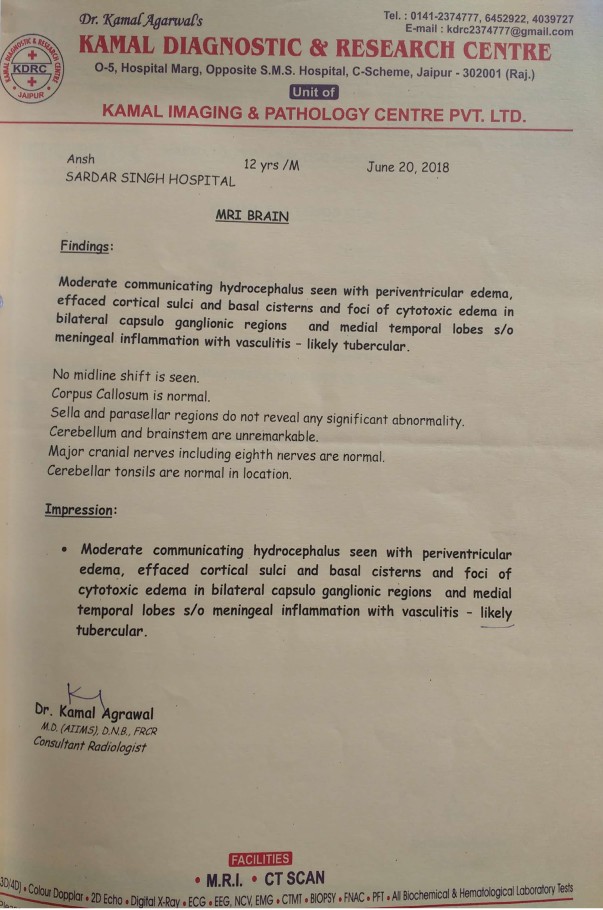 Dr. Kamal Agarwal's
Tel. : 0141-2374777, 6452922, 4039727
E-mail : kdrc2374777@gmail.com
KAMAL DIAGNOSTIC & RESEARCH CENTRE
KAMAL DIAGNOSTIC & RESEARCH CENTRE
KDRC
JAIPUR
O-5, Hospital Marg, Opposite S.M.S. Hospital, C-Scheme, Jaipur - 302001 (Raj.)
Unit of
KAMAL IMAGING & PATHOLOGY CENTRE PVT. LTD.
Ansh 12 yrs /M June 20, 2018
SARDAR SINGH HOSPITAL
MRI BRAIN
Findings:
Moderate communicating hydrocephalus seen with periventricular edema,
effaced cortical sulci and basal cisterns and foci of cytotoxic edema in
bilateral capsulo ganglionic regions and medial temporal lobes s/o
meningeal inflammation with vasculitis – likely tubercular.
No midline shift is seen.
Corpus Callosum is normal.
Sella and parasellar regions do not reveal any significant abnormality.
Cerebellum and brainstem are unremarkable.
Major cranial nerves including eighth nerves are normal.
Cerebellar tonsils are normal in location.
Impression:
• Moderate communicating hydrocephalus seen with periventricular
edema, effaced cortical sulci and basal cisterns and foci of
cytotoxic edema in bilateral capsulo ganglionic regions and medial
temporal lobes s/o meningeal inflammation with vasculitis – likely
tubercular.
Dr. Kamal Agrawal
M.D. (AIIMS), D.N.B., FRCR
Consultant Radiologist
FACILITIES
• M.R.I. • CT SCAN
3D(4D) • Colour Dopplar • 2D Echo • Digital X-Ray • ECG • EEG, NCV, EMG • CTMT • BIOPSY • FNAC • PFT • All Biochemical & Hematological Laboratory Tests